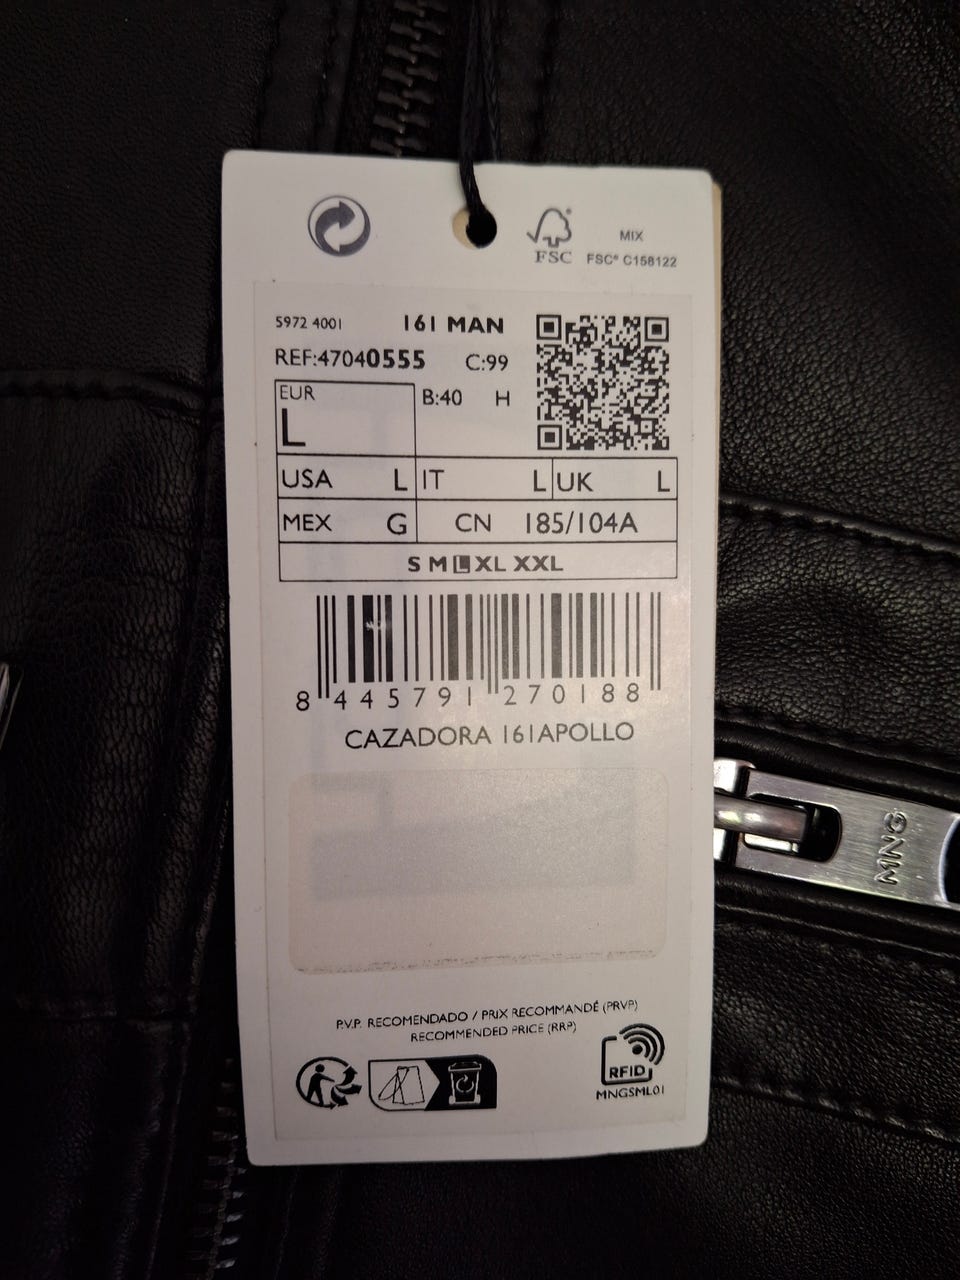 MIX
FSC
FSC® C158122
5972 4001 161 MAN
REF:47040555 C:99
EUR
L
B:40 H
USA L IT L UK L
MEX G CN 185/104A
S M L XL XXL
8 445791 270188
CAZADORA 161APOLLO
MNG
P.V.P. RECOMENDADO / PRIX RECOMMANDÉ (PRVP)
RECOMMENDED PRICE (RRP)
RFID
MNGSML01